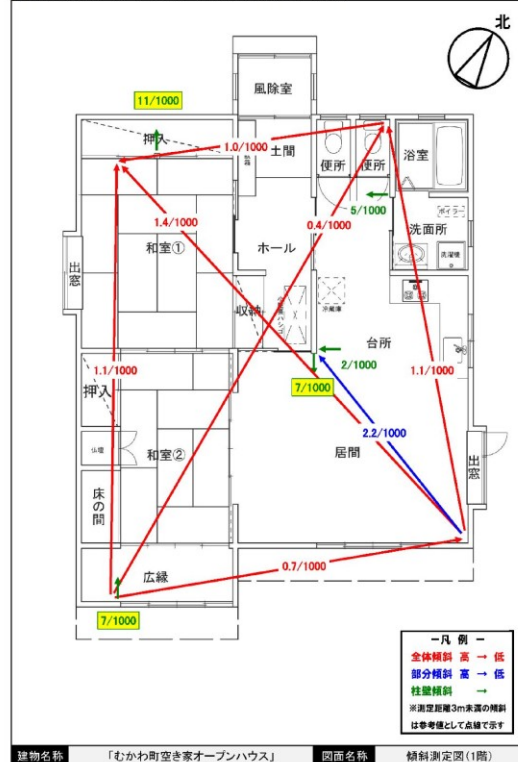 北
風除室
11/1000
押入
1.0/1000
土間
便所
便所
浴室
5/1000
ボイラー
洗面所
洗濯機
1.4/1000
0.4/1000
和室①
ホール
出窓
収納
冷蔵庫
台所
2/1000
7/1000
1.1/1000
1.1/1000
押入
2.2/1000
仏壇
和室②
居間
出窓
床の間
広縁
0.7/1000
7/1000
－凡 例－
全体傾斜 高 → 低
部分傾斜 高 → 低
柱壁傾斜 →
※測定距離3m未満の傾斜
は参考値として点線で示す
建物名称 「むかわ町空き家オープンハウス」 図面名称 傾斜測定図(1階)